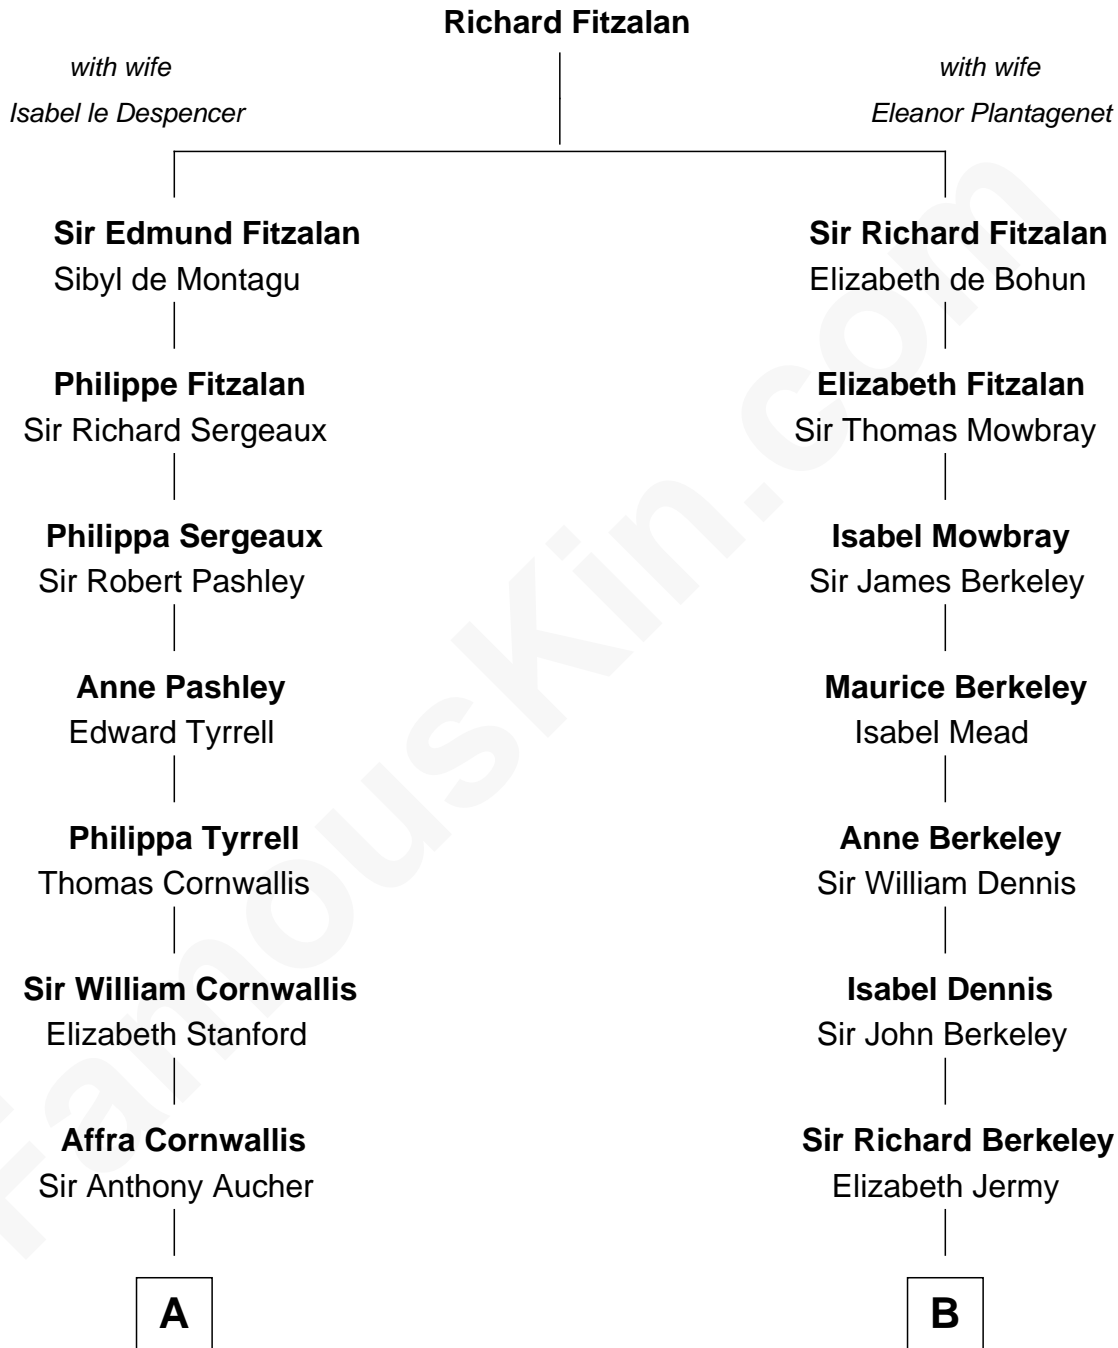 Richard Fitzalan
with wife
Isabel le Despencer
with wife
Eleanor Plantagenet
Sir Edmund Fitzalan
Sibyl de Montagu
Sir Richard Fitzalan
Elizabeth de Bohun
Philippe Fitzalan
Sir Richard Sergeaux
Elizabeth Fitzalan
Sir Thomas Mowbray
Philippa Sergeaux
Sir Robert Pashley
Isabel Mowbray
Sir James Berkeley
Anne Pashley
Edward Tyrrell
Maurice Berkeley
Isabel Mead
Philippa Tyrrell
Thomas Cornwallis
Anne Berkeley
Sir William Dennis
Sir William Cornwallis
Elizabeth Stanford
Isabel Dennis
Sir John Berkeley
Affra Cornwallis
Sir Anthony Aucher
Sir Richard Berkeley
Elizabeth Jermy
A
B
FamousKin.com